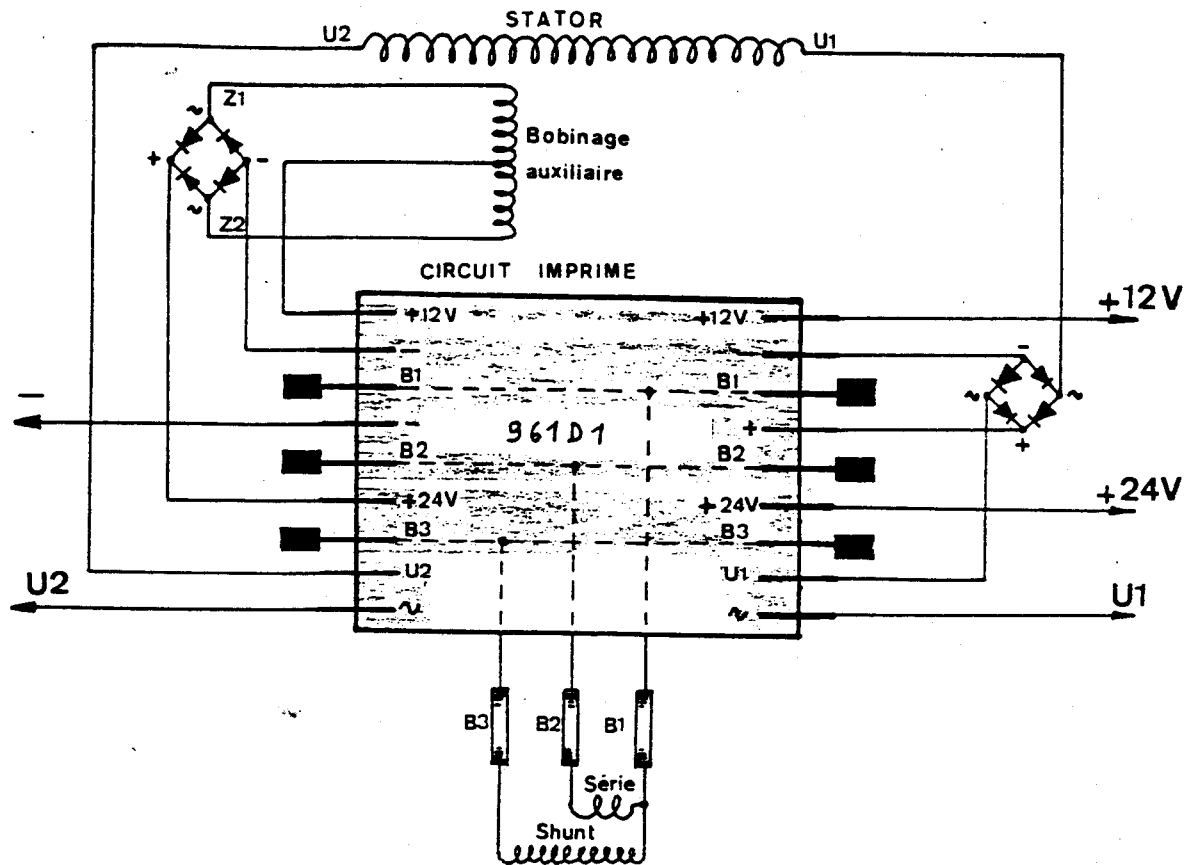 STATOR
U2
U1
Z1
~
+
-
~
Z2
Bobinage
auxiliaire
CIRCUIT IMPRIME
+12V
+12V
+12V
-
-
-
B1
B1
~
~
-
-
+
+
961D1
B2
B2
+24V
+24V
+24V
B3
B3
U2
U1
U2
~
~
U1
B3
B2
B1
Série
Shunt